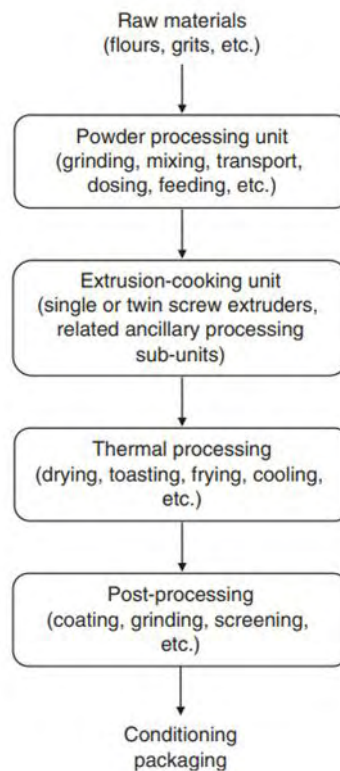 Raw materials
(flours, grits, etc.)
Powder processing unit
(grinding, mixing, transport,
dosing, feeding, etc.)
Extrusion-cooking unit
(single or twin screw extruders,
related ancillary processing
sub-units)
Thermal processing
(drying, toasting, frying, cooling,
etc.)
Post-processing
(coating, grinding, screening,
etc.)
Conditioning
packaging